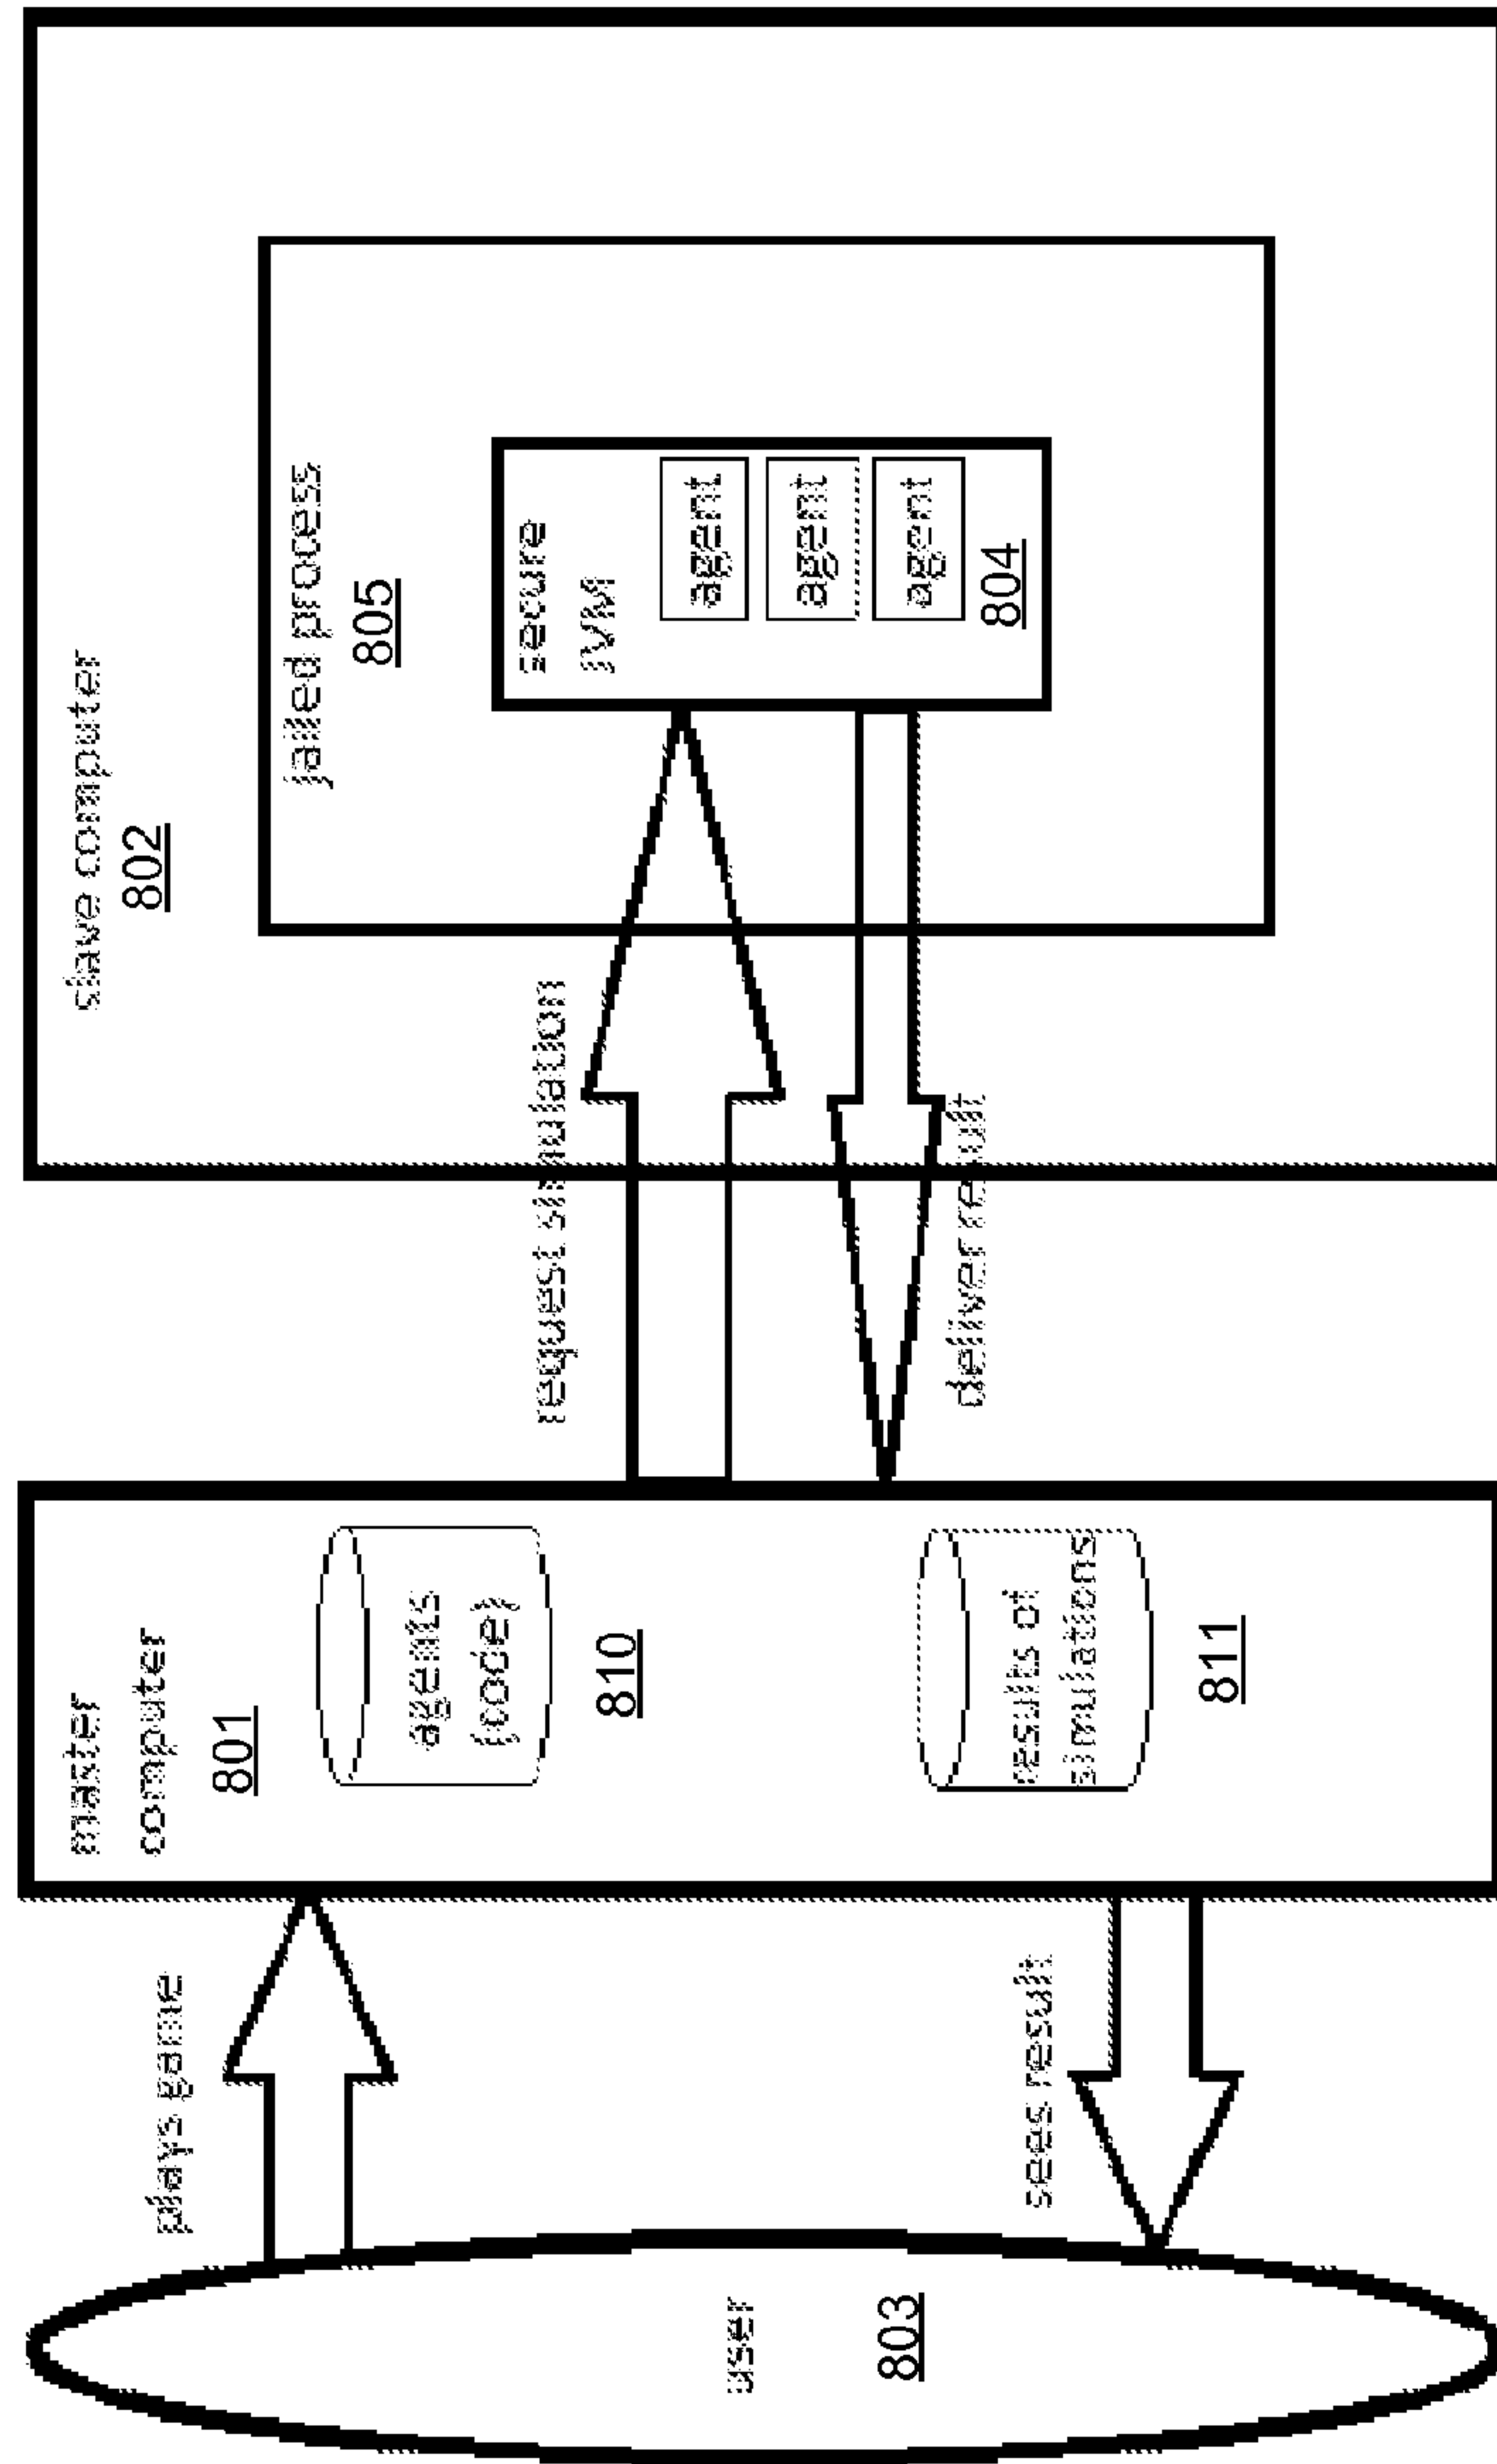 user
803
plays game
sees result
master
computer
801
agents
(code)
810
results of
simulations
811
request simulation
deliver result
slave computer
802
jailed process
805
secure
JVM
agent
agent
agent
804